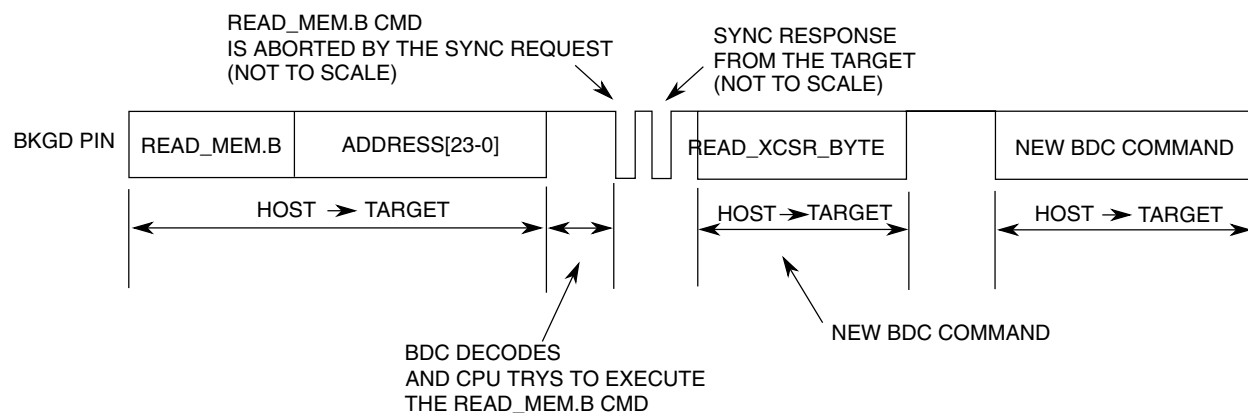 READ_MEM.B CMD
IS ABORTED BY THE SYNC REQUEST
(NOT TO SCALE)
SYNC RESPONSE
FROM THE TARGET
(NOT TO SCALE)
BKGD PIN
READ_MEM.B
ADDRESS[23-0]
READ_XCSR_BYTE
NEW BDC COMMAND
HOST → TARGET
HOST → TARGET
HOST → TARGET
BDC DECODES
AND CPU TRYS TO EXECUTE
THE READ_MEM.B CMD
NEW BDC COMMAND